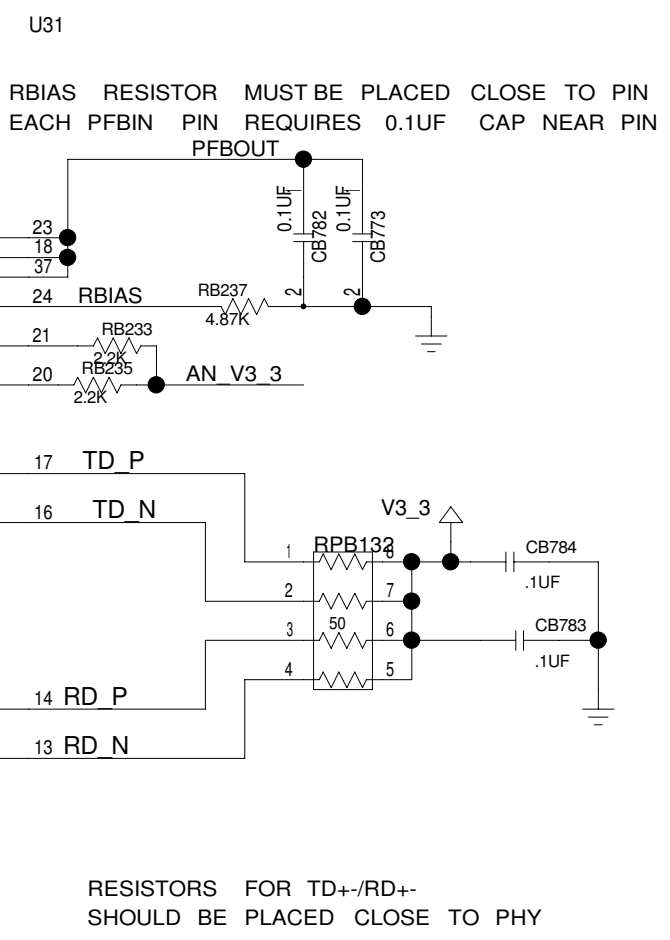 U31
RBIAS RESISTOR MUST BE PLACED CLOSE TO PIN
EACH PFBIN PIN REQUIRES 0.1UF CAP NEAR PIN
PFBOUT
0.1UF
CB782
2
0.1UF
CB773
2
23
18
37
24 RBIAS
RB237
4.87K
21
RB233
2.2K
20
RB235
2.2K
AN_V3_3
17 TD_P
16 TD_N
V3_3
RPB132
1 8
2 7
3 50 6
4 5
CB784
.1UF
CB783
.1UF
14 RD_P
13 RD_N
RESISTORS FOR TD+-/RD+-
SHOULD BE PLACED CLOSE TO PHY